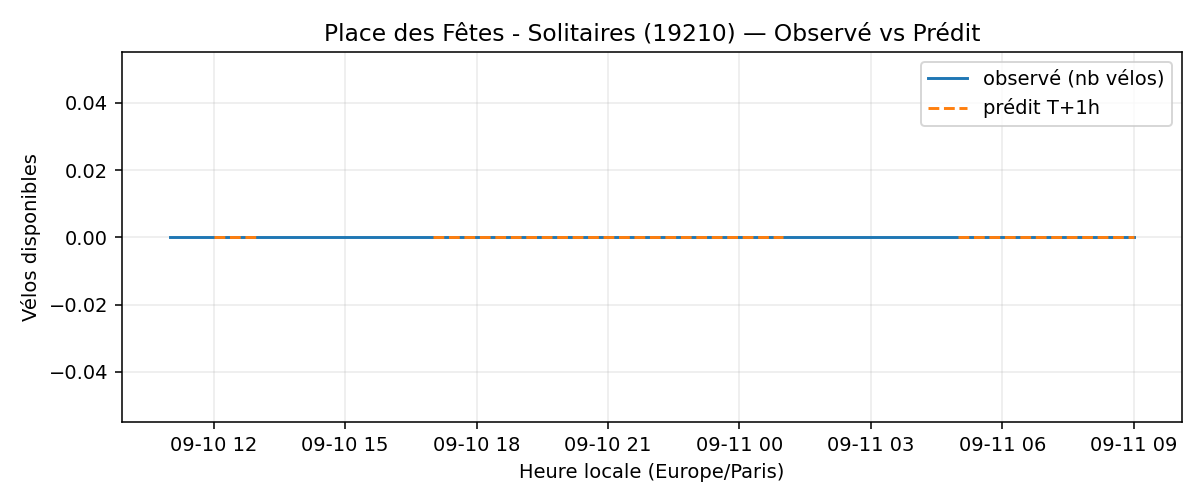 Place des Fêtes - Solitaires (19210) — Observé vs Prédit
observé (nb vélos)
prédit T+1h
Vélos disponibles
0.04
0.02
0.00
−0.02
−0.04
09-10 12
09-10 15
09-10 18
09-10 21
09-11 00
09-11 03
09-11 06
09-11 09
Heure locale (Europe/Paris)